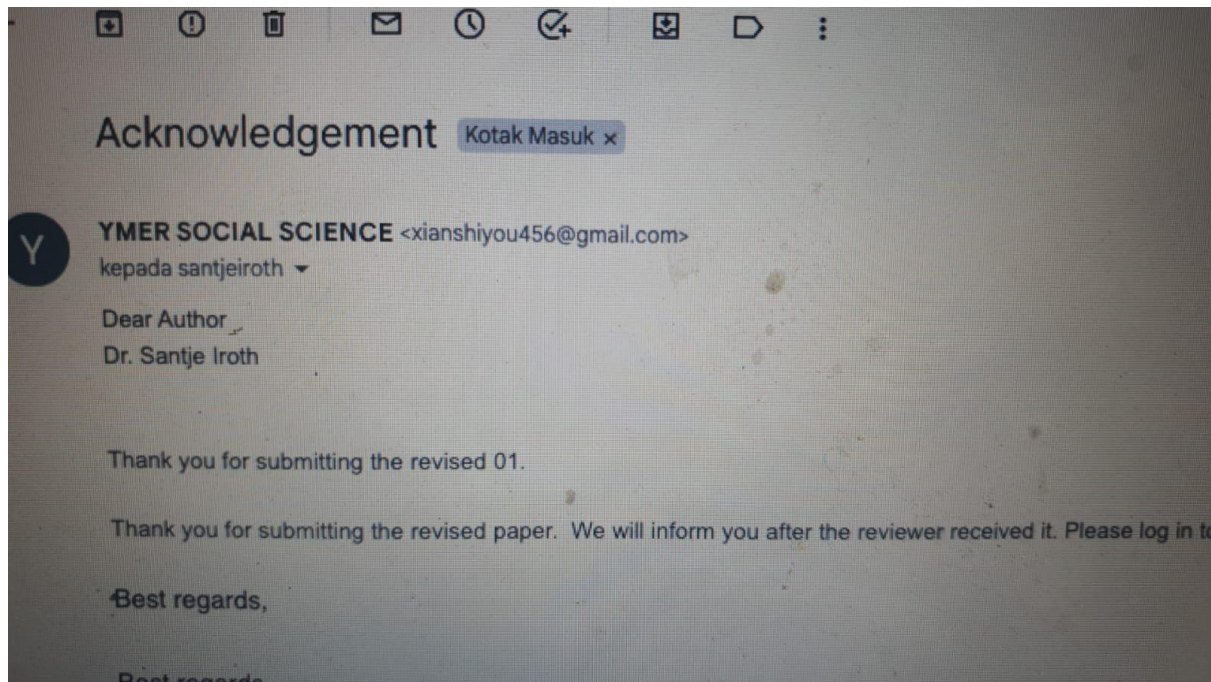 Acknowledgement Kotak Masuk ×
Y
YMER SOCIAL SCIENCE <xianshiyou456@gmail.com>
kepada santjeiroth
Dear Author
Dr. Santje Iroth
Thank you for submitting the revised 01.
Thank you for submitting the revised paper. We will inform you after the reviewer received it. Please log in to
Best regards,
Best regards